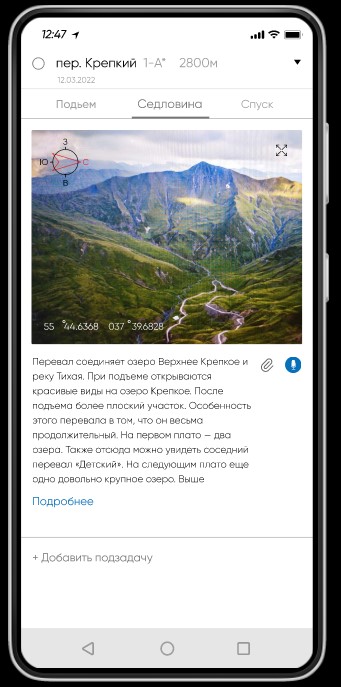 12:47
пер. Крепкий 1-А* 2800м
12.03.2022
Подъем Седловина Спуск
З
Ю С
В
55 °44.6368 037 °39.6828
Перевал соединяет озеро Верхнее Крепкое и
реку Тихая. При подъеме открываются
красивые виды на озеро Крепкое. После
подъема более плоский участок. Особенность
этого перевала в том, что он весьма
продолжительный. На первом плато — два
озера. Также отсюда можно увидеть соседний
перевал «Детский». На следующим плато еще
одно довольно крупное озеро. Выше
Подробнее
+ Добавить подзадачу